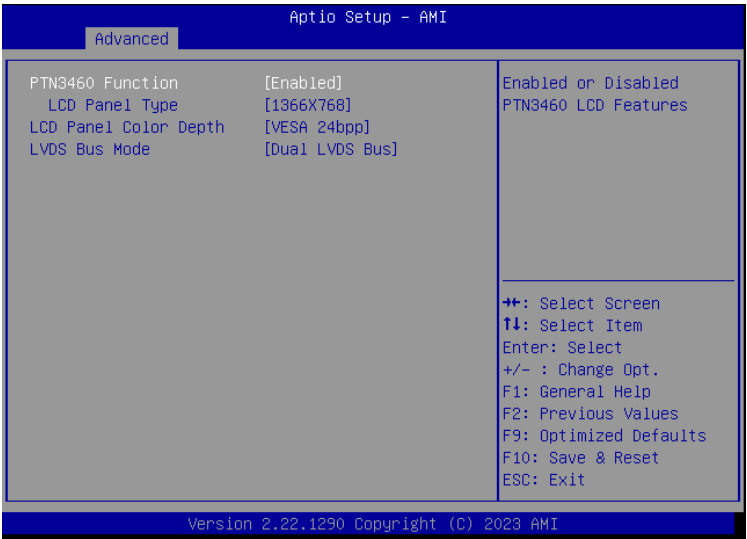 Aptio Setup – AMI
Advanced
PTN3460 Function [Enabled]
LCD Panel Type [1366X768]
LCD Panel Color Depth [VESA 24bpp]
LVDS Bus Mode [Dual LVDS Bus]
Enabled or Disabled
PTN3460 LCD Features
→←: Select Screen
↑↓: Select Item
Enter: Select
+/- : Change Opt.
F1: General Help
F2: Previous Values
F9: Optimized Defaults
F10: Save & Reset
ESC: Exit
Version 2.22.1290 Copyright (C) 2023 AMI